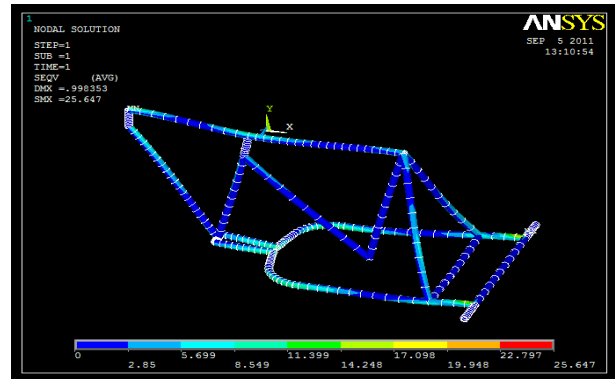 1
NODAL SOLUTION
STEP=1
SUB =1
TIME=1
SEQV (AVG)
DMX =.998353
SMX =25.647
ANSYS
SEP 5 2011
13:10:54
MN
Y
X
0 5.699 11.399 17.098 22.797
2.85 8.549 14.248 19.948 25.647